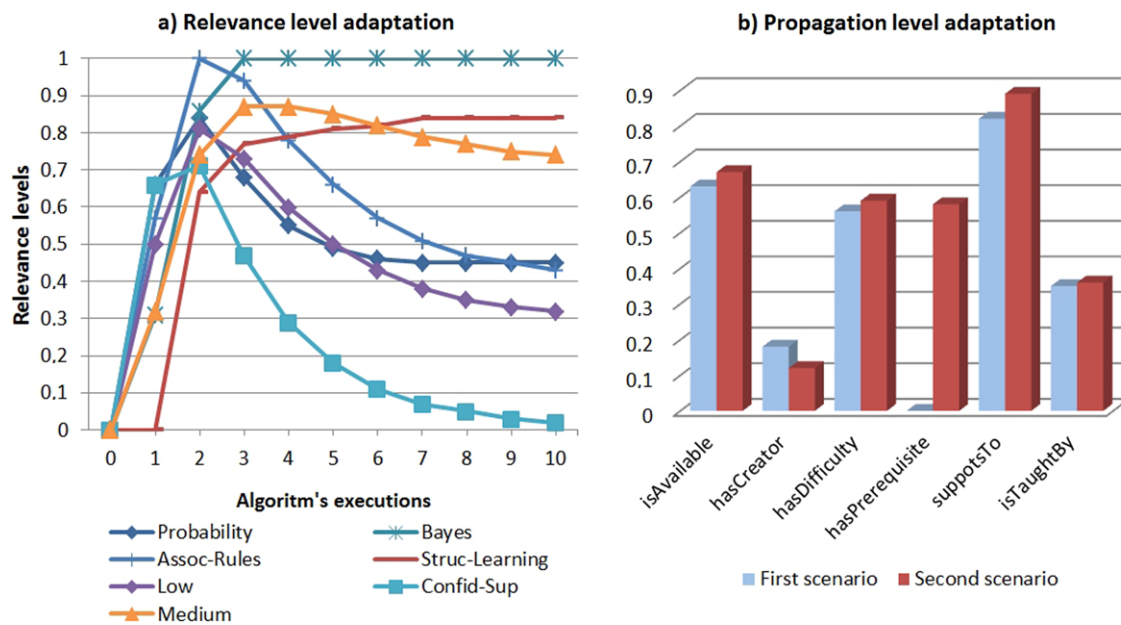 a) Relevance level adaptation
1
0.9
0.8
0.7
0.6
0.5
0.4
0.3
0.2
0.1
0
Relevance levels
0 1 2 3 4 5 6 7 8 9 10
Algoritm's executions
Probability Bayes
Assoc-Rules Struc-Learning
Low Confid-Sup
Medium
b) Propagation level adaptation
0.9
0.8
0.7
0.6
0.5
0.4
0.3
0.2
0.1
0
isAvailable
hasCreator
hasDifficulty
hasPrerequisite
suppotsTo
isTaughtBy
First scenario Second scenario